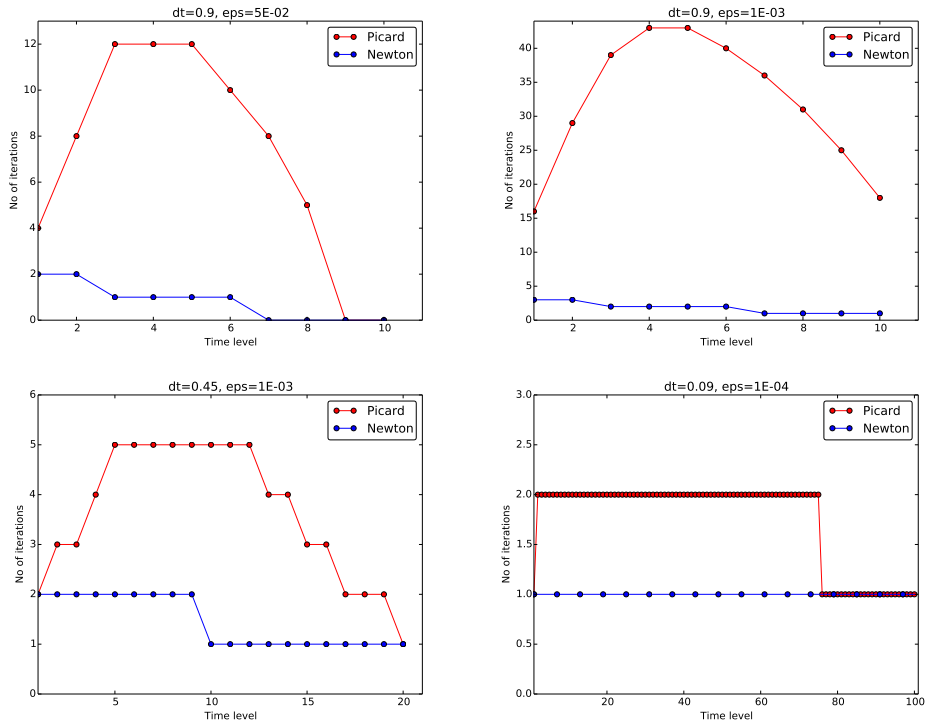 dt=0.9, eps=5E-02
Picard
Newton
No of iterations
12
10
8
6
4
2
0
2 4 6 8 10
Time level
dt=0.9, eps=1E-03
Picard
Newton
No of iterations
40
35
30
25
20
15
10
5
0
2 4 6 8 10
Time level
dt=0.45, eps=1E-03
Picard
Newton
No of iterations
6
5
4
3
2
1
0
5 10 15 20
Time level
dt=0.09, eps=1E-04
Picard
Newton
No of iterations
3.0
2.5
2.0
1.5
1.0
0.5
0.0
20 40 60 80 100
Time level